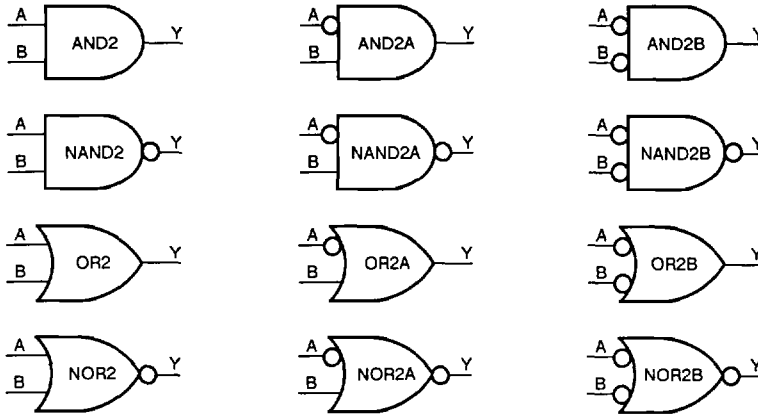 A A A
AND2 Y AND2A Y AND2B Y
B B B
A A A
NAND2 Y NAND2A Y NAND2B Y
B B B
A A A
OR2 Y OR2A Y OR2B Y
B B B
A A A
NOR2 Y NOR2A Y NOR2B Y
B B B